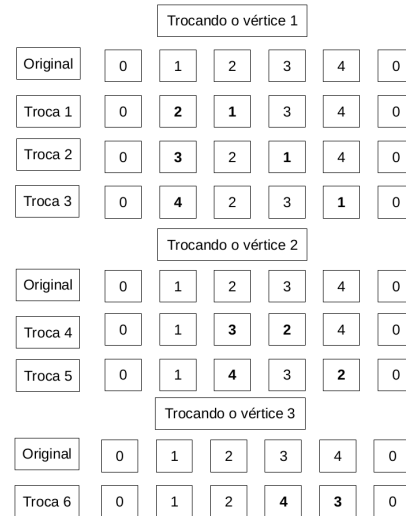 Trocando o vértice 1
Original 0 1 2 3 4 0
Troca 1 0 2 1 3 4 0
Troca 2 0 3 2 1 4 0
Troca 3 0 4 2 3 1 0
Trocando o vértice 2
Original 0 1 2 3 4 0
Troca 4 0 1 3 2 4 0
Troca 5 0 1 4 3 2 0
Trocando o vértice 3
Original 0 1 2 3 4 0
Troca 6 0 1 2 4 3 0